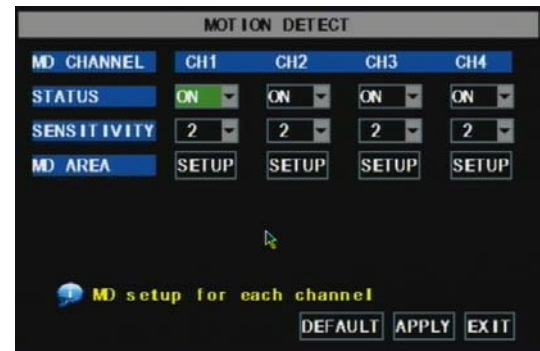 MOTION DETECT
MD CHANNEL CH1 CH2 CH3 CH4
STATUS ON ON ON ON
SENSITIVITY 2 2 2 2
MD AREA SETUP SETUP SETUP SETUP
MD setup for each channel
DEFAULT APPLY EXIT